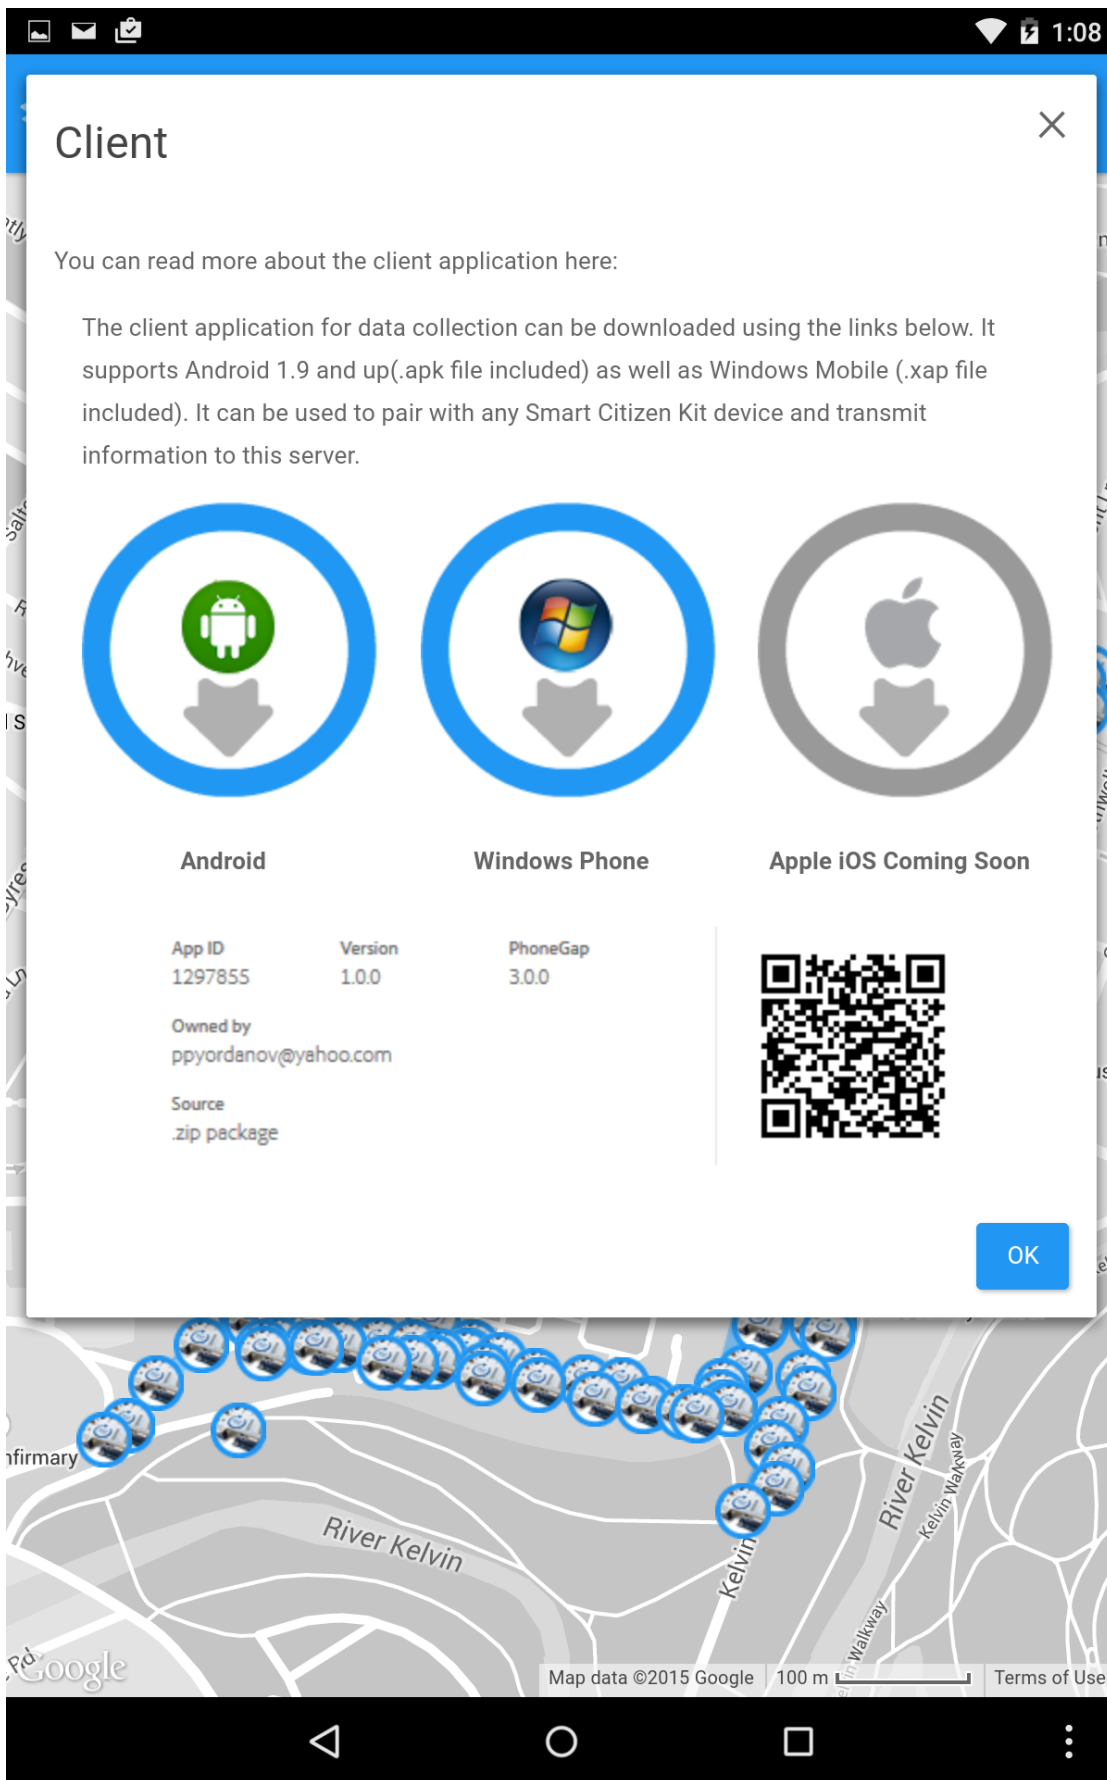 1:08
Client
You can read more about the client application here:
The client application for data collection can be downloaded using the links below. It
supports Android 1.9 and up(.apk file included) as well as Windows Mobile (.xap file
included). It can be used to pair with any Smart Citizen Kit device and transmit
information to this server.
Android
Windows Phone
Apple iOS Coming Soon
App ID
Version
PhoneGap
1297855
1.0.0
3.0.0
Owned by
ppyordanov@yahoo.com
Source
.zip package
OK
River Kelvin
River Kelvin
Kelvin Walkway
Kelvin
Walkway
Rd
Google
Map data ©2015 Google
100 m
Terms of Use